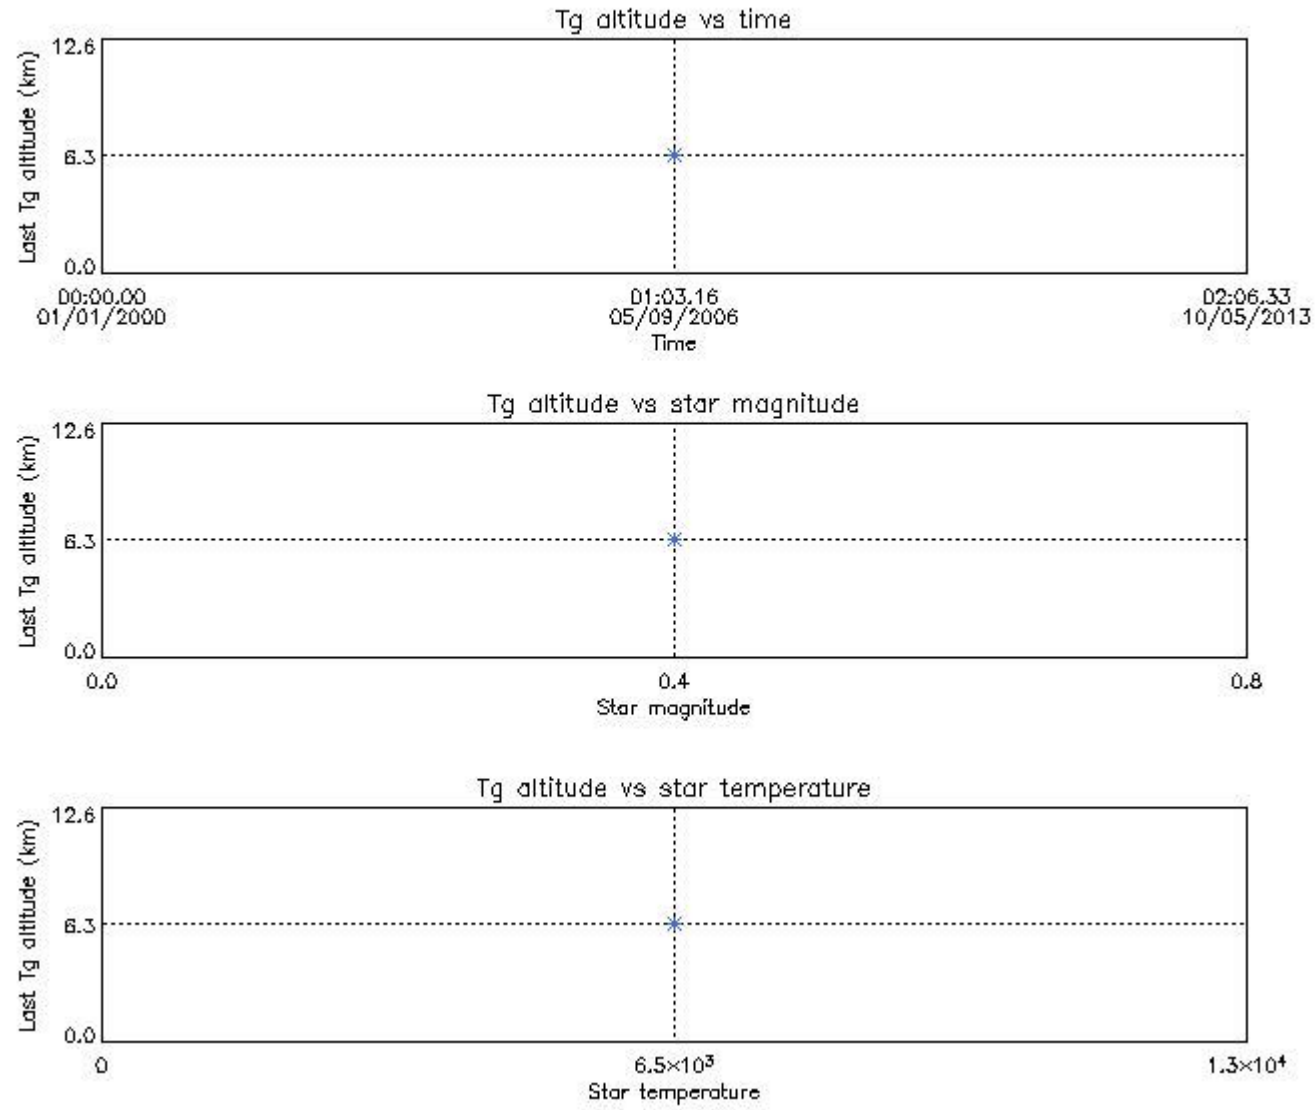 Tg altitude vs time
Last Tg altitude (km)
12.6
6.3
0.0
00:00.00 01:03.16 02:06.33
01/01/2000 05/09/2006 10/05/2013
Time
Tg altitude vs star magnitude
Last Tg altitude (km)
12.6
6.3
0.0
0.0 0.4 0.8
Star magnitude
Tg altitude vs star temperature
Last Tg altitude (km)
12.6
6.3
0.0
0 6.5×10³ 1.3×10⁴
Star temperature